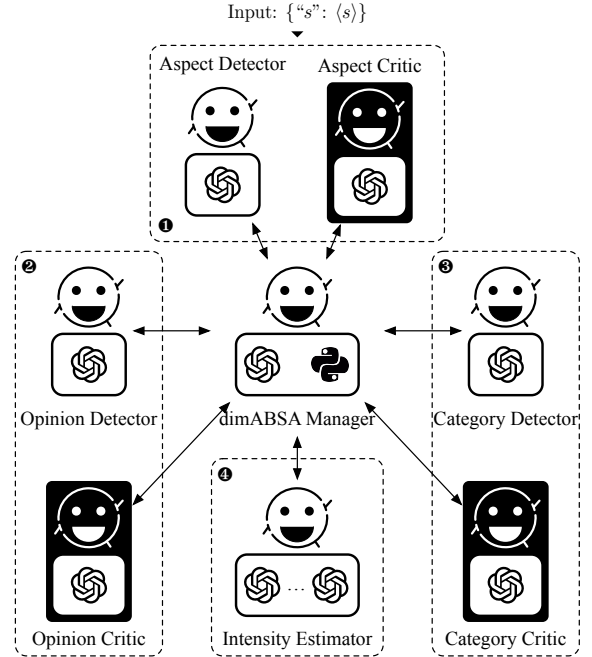 Input: {“s”: ⟨s⟩}
Aspect Detector
Aspect Critic
❶
❷
❸
Opinion Detector
dimABSA Manager
Category Detector
❹
...
Opinion Critic
Intensity Estimator
Category Critic